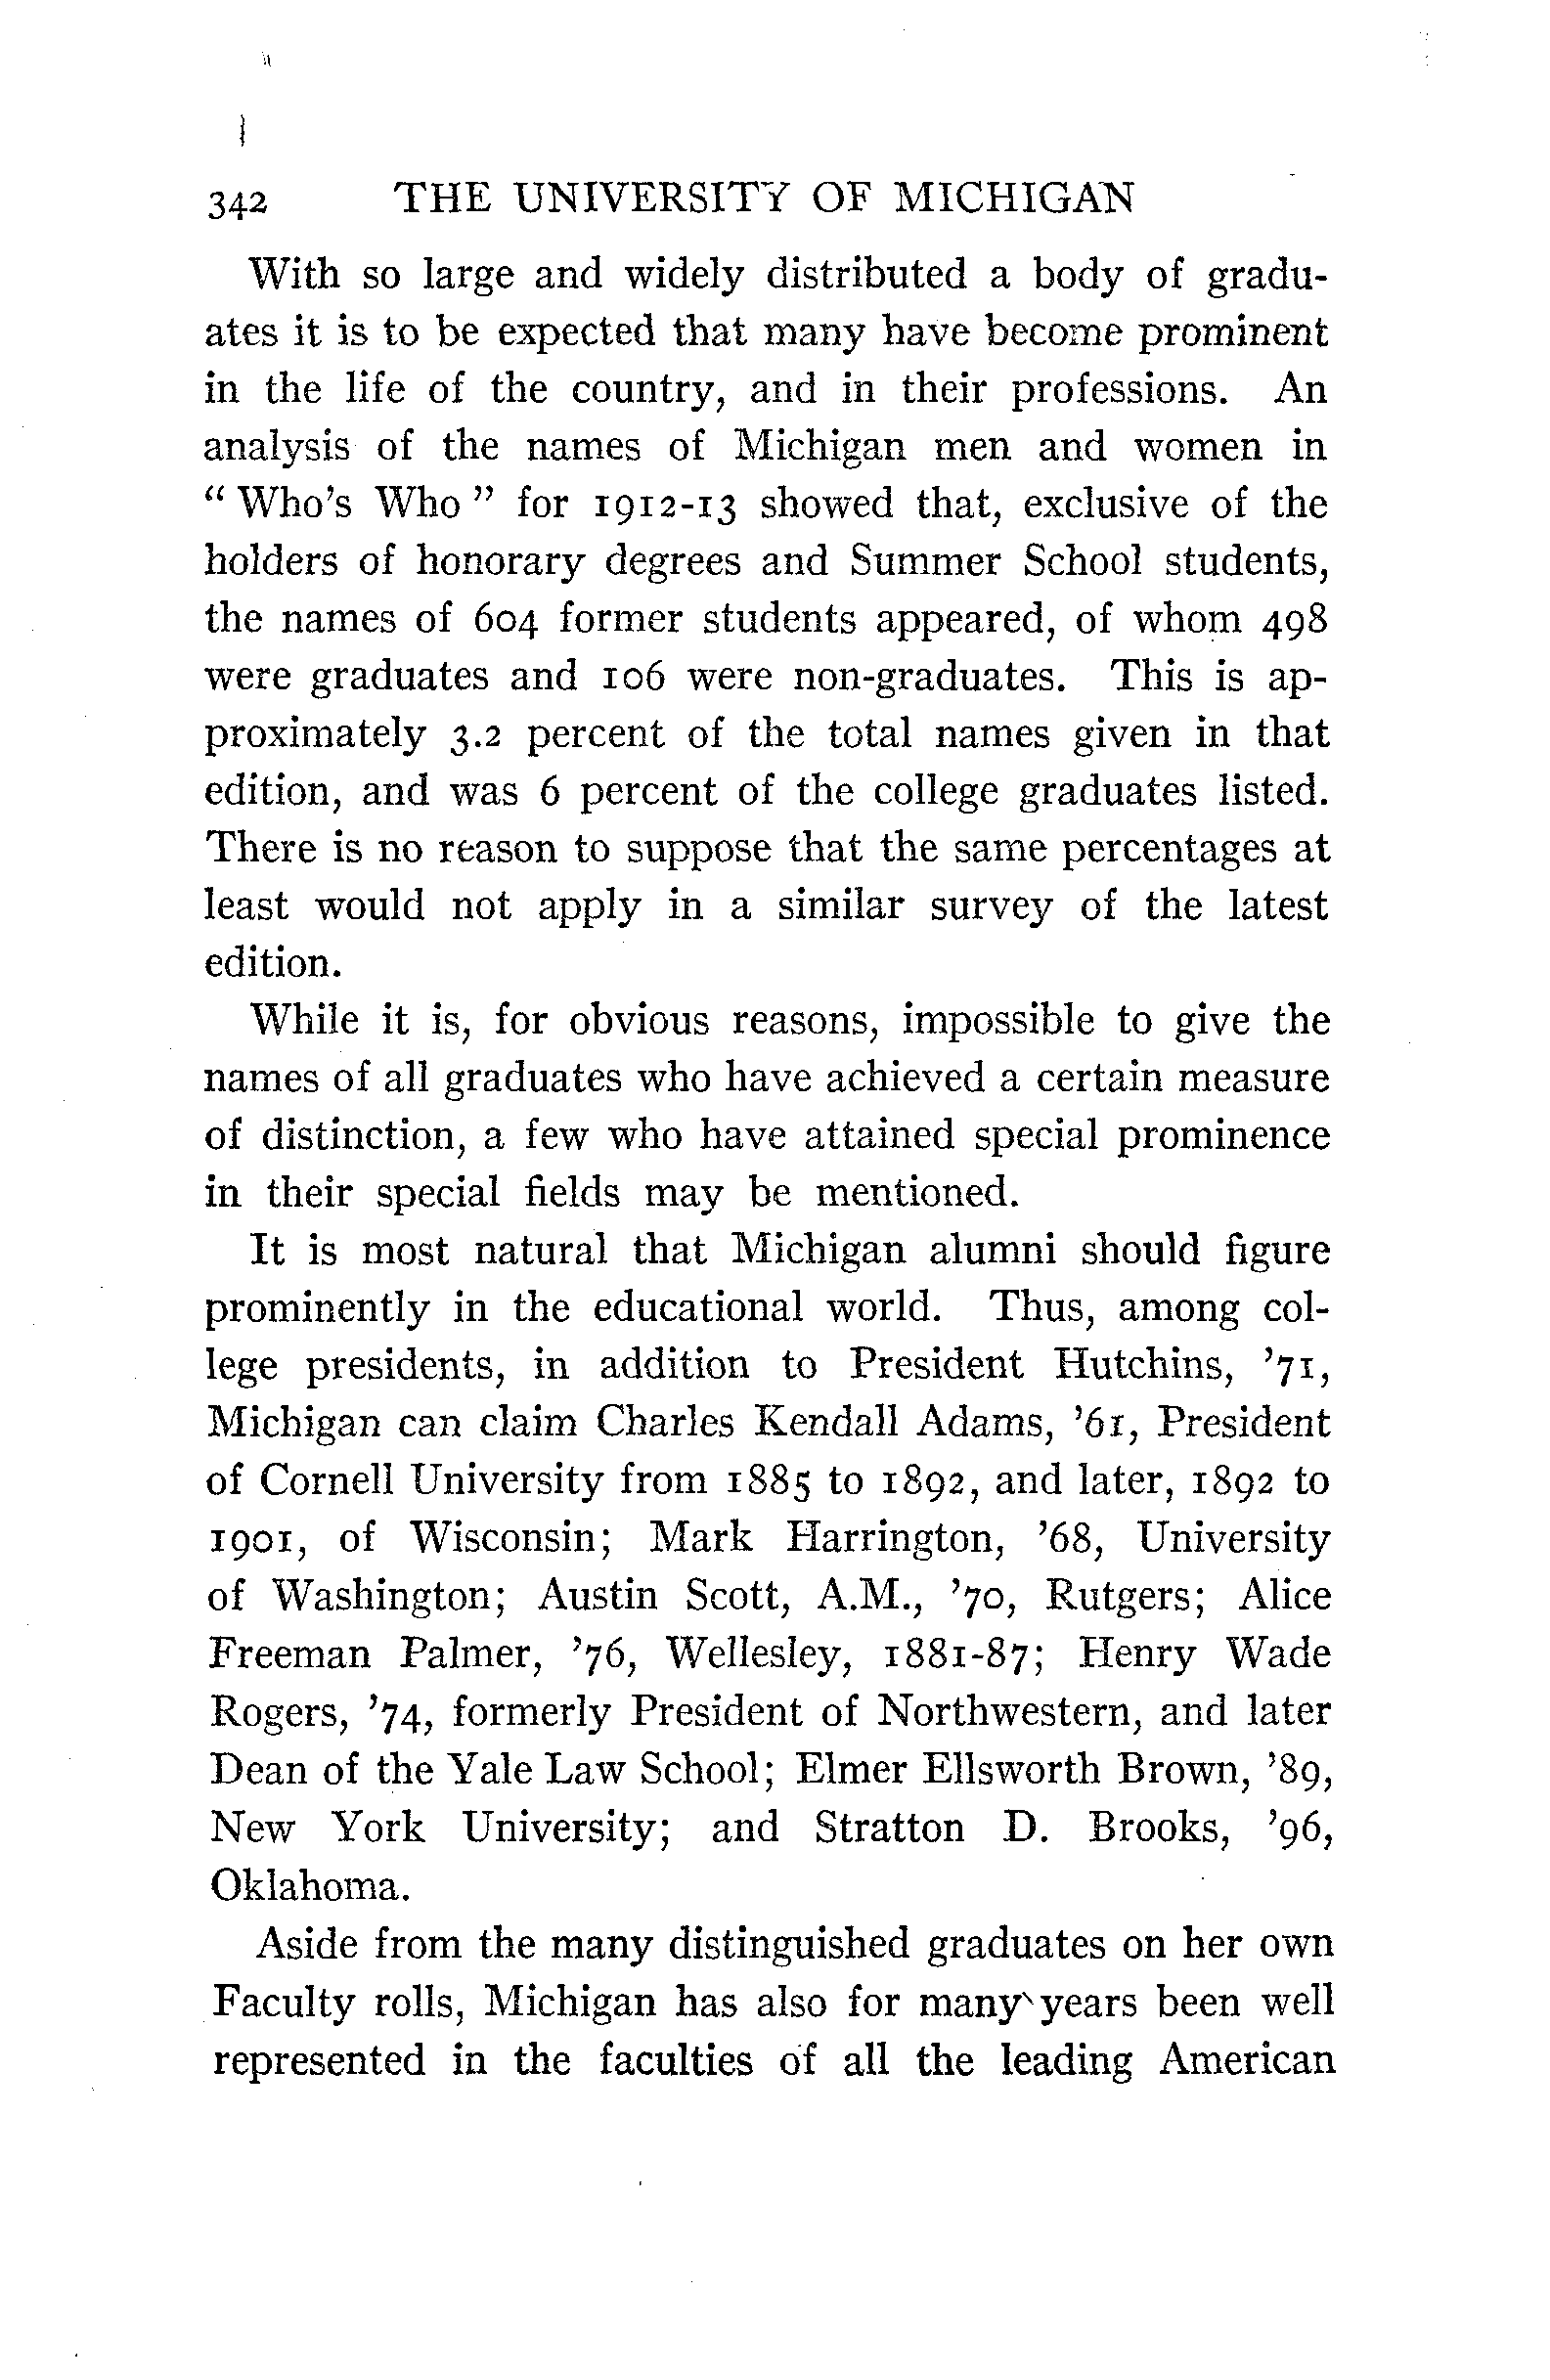 342 THE UNIVERSITY OF MICHIGAN
With so large and widely distributed a body of gradu-
ates it is to be expected that many have become prominent
in the life of the country, and in their professions. An
analysis of the names of Michigan men and women in
“ Who's Who ” for 1912-13 showed that, exclusive of the
holders of honorary degrees and Summer School students,
the names of 604 former students appeared, of whom 498
were graduates and 106 were non-graduates. This is ap-
proximately 3.2 percent of the total names given in that
edition, and was 6 percent of the college graduates listed.
There is no reason to suppose that the same percentages at
least would not apply in a similar survey of the latest
edition.
While it is, for obvious reasons, impossible to give the
names of all graduates who have achieved a certain measure
of distinction, a few who have attained special prominence
in their special fields may be mentioned.
It is most natural that Michigan alumni should figure
prominently in the educational world. Thus, among col-
lege presidents, in addition to President Hutchins, ’71,
Michigan can claim Charles Kendall Adams, ’61, President
of Cornell University from 1885 to 1892, and later, 1892 to
1901, of Wisconsin; Mark Harrington, ’68, University
of Washington; Austin Scott, A.M., ’70, Rutgers; Alice
Freeman Palmer, ’76, Wellesley, 1881-87; Henry Wade
Rogers, ’74, formerly President of Northwestern, and later
Dean of the Yale Law School; Elmer Ellsworth Brown, ’89,
New York University; and Stratton D. Brooks, ’96,
Oklahoma.
Aside from the many distinguished graduates on her own
Faculty rolls, Michigan has also for many years been well
represented in the faculties of all the leading American